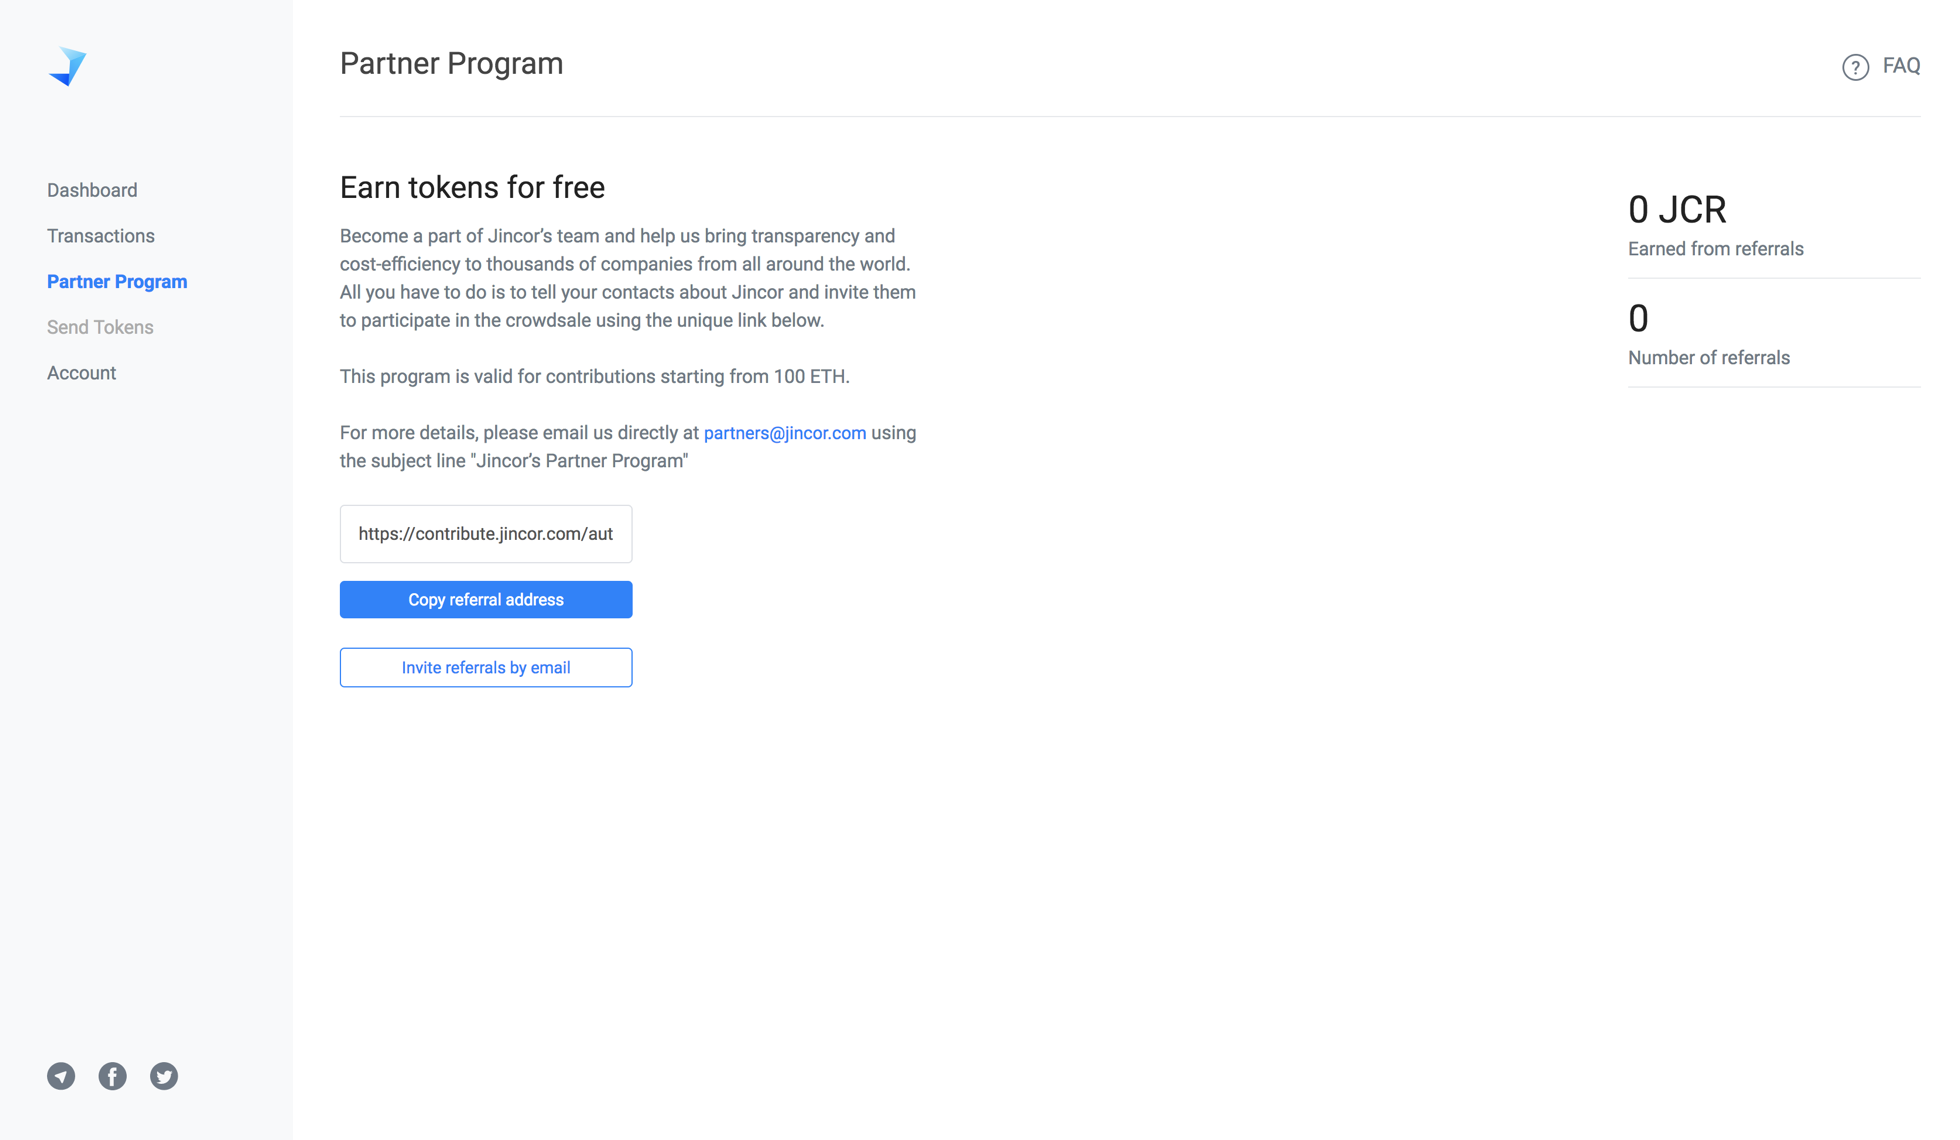 Partner Program
FAQ
Dashboard
Transactions
Partner Program
Send Tokens
Account
Earn tokens for free
Become a part of Jincor’s team and help us bring transparency and
cost-efficiency to thousands of companies from all around the world.
All you have to do is to tell your contacts about Jincor and invite them
to participate in the crowdsale using the unique link below.
This program is valid for contributions starting from 100 ETH.
For more details, please email us directly at partners@jincor.com using
the subject line "Jincor’s Partner Program"
https://contribute.jincor.com/aut
Copy referral address
Invite referrals by email
0 JCR
Earned from referrals
0
Number of referrals